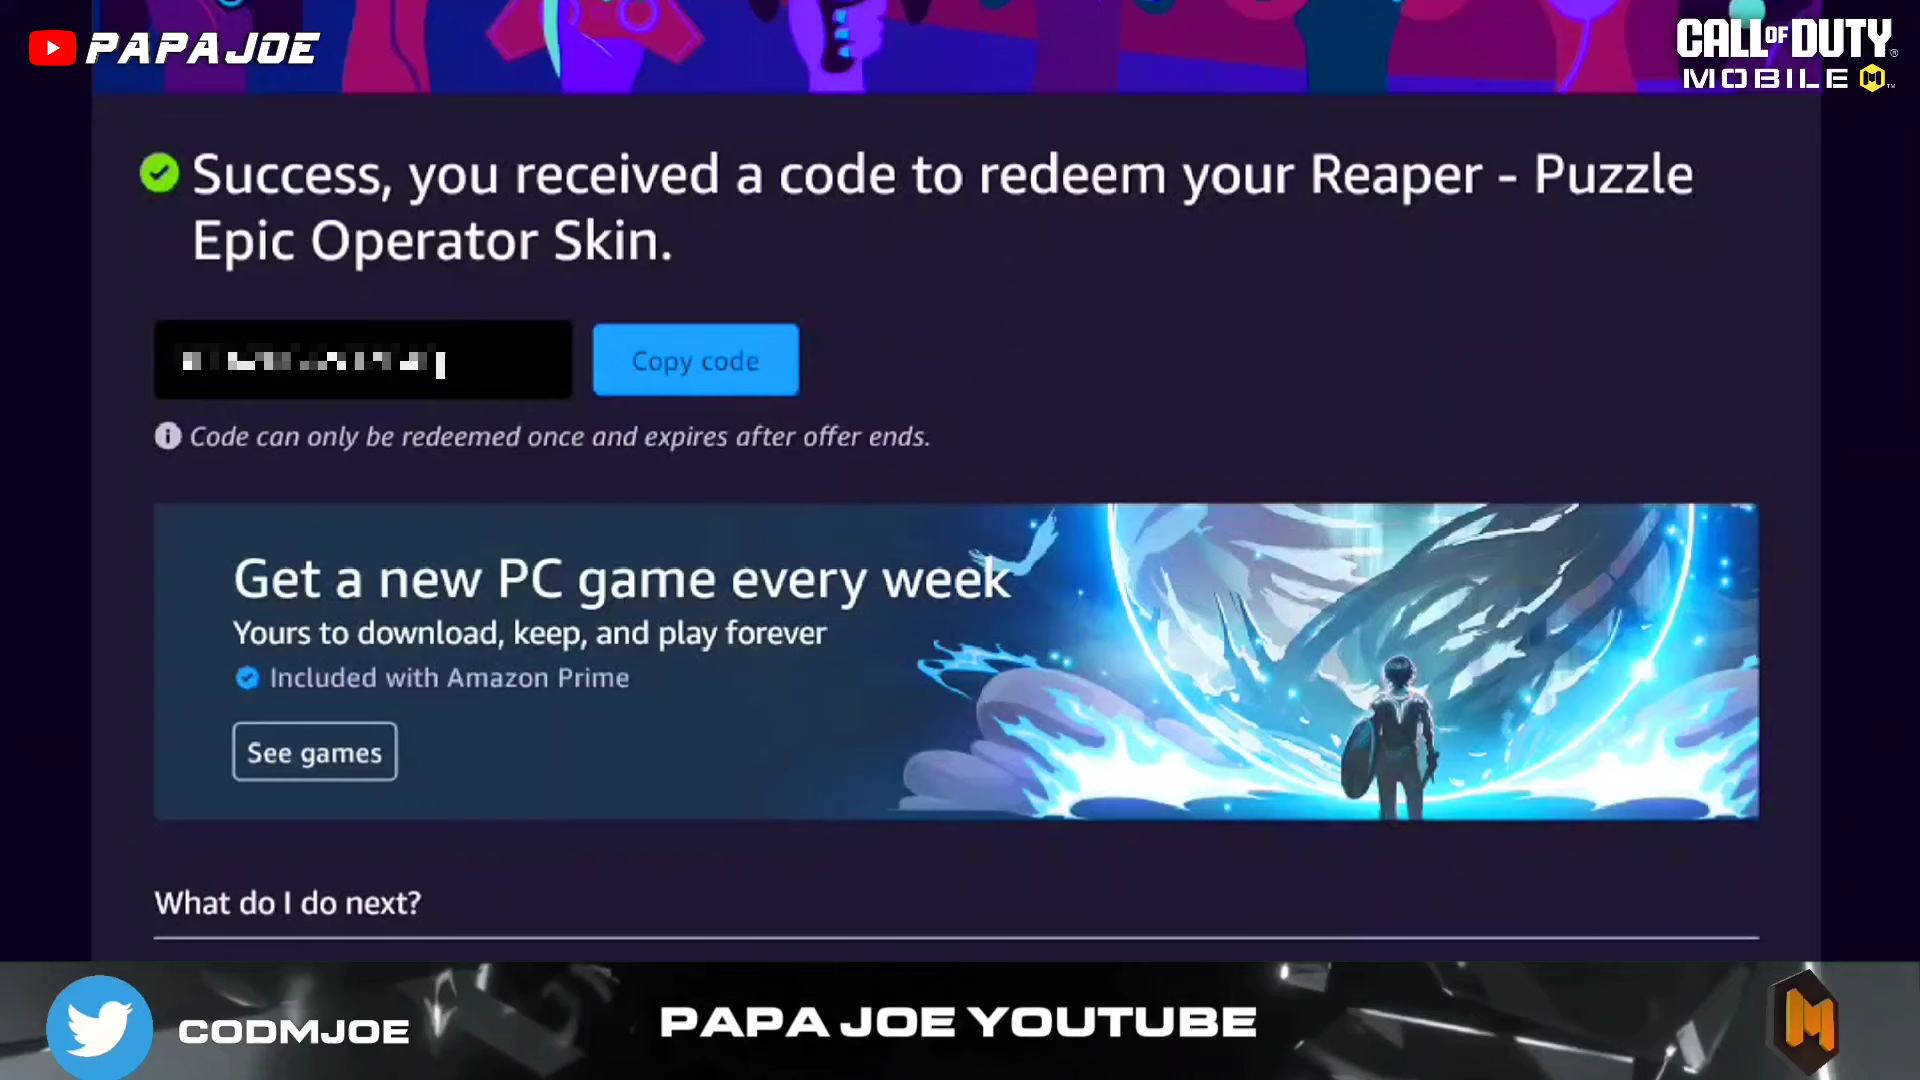 PAPA JOE
CALL OF DUTY
MOBILE
Success, you received a code to redeem your Reaper - Puzzle
Epic Operator Skin.
Copy code
Code can only be redeemed once and expires after offer ends.
Get a new PC game every week
Yours to download, keep, and play forever
Included with Amazon Prime
See games
What do I do next?
CODMJOE
PAPA JOE YOUTUBE